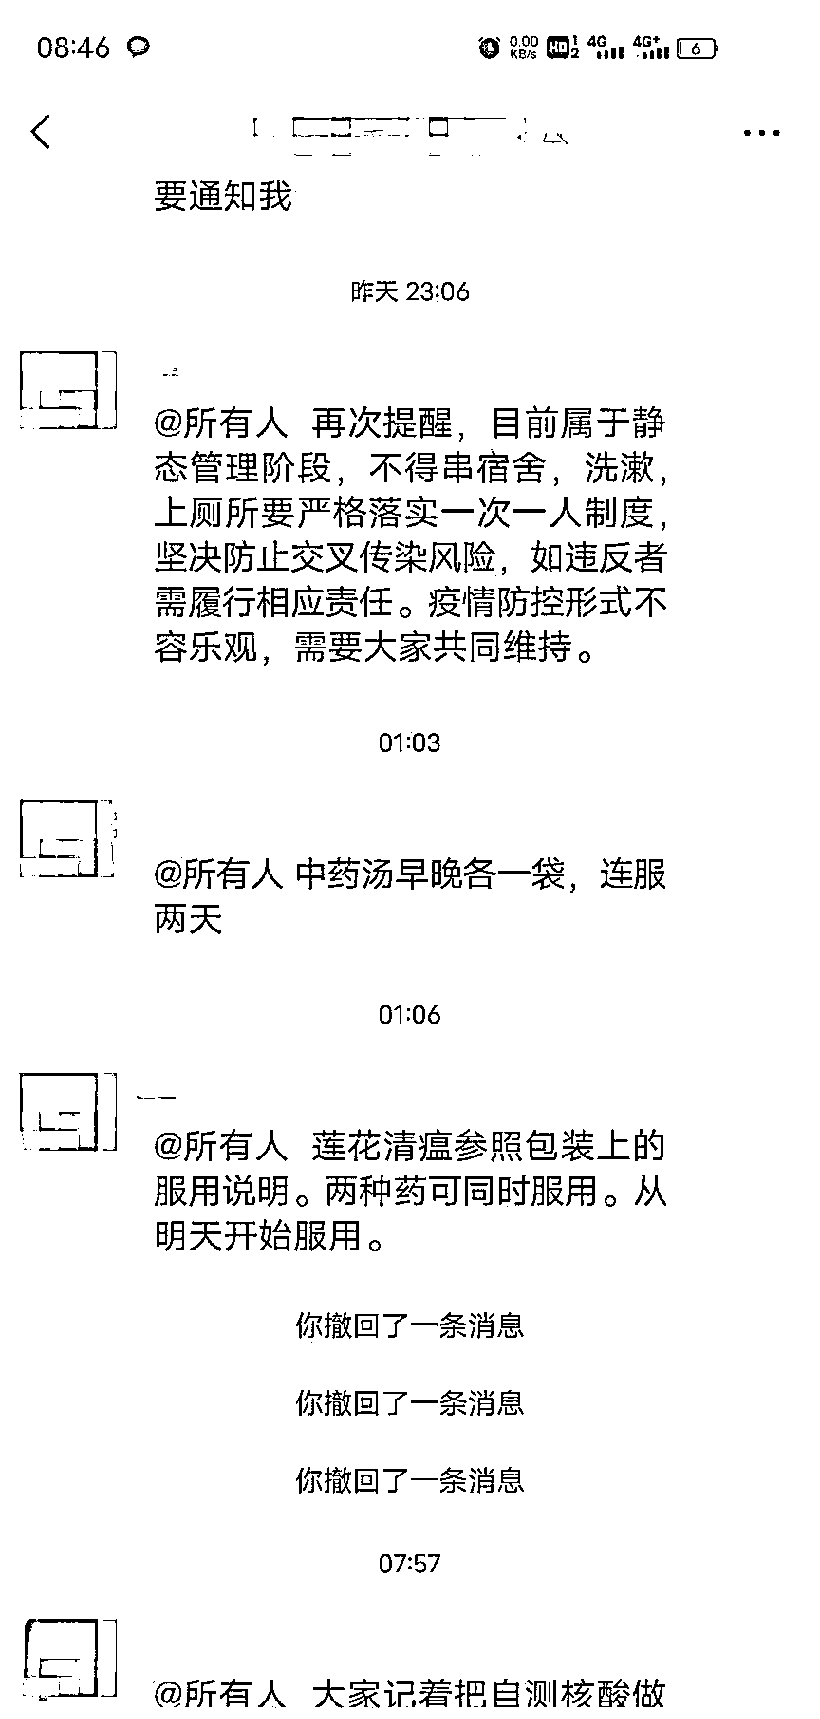 08:46
0.00
KB/s
HD 1 2
4G
4G+
6
要通知我
昨天 23:06
@所有人 再次提醒，目前属于静
态管理阶段，不得串宿舍，洗漱，
上厕所要严格落实一次一人制度，
坚决防止交叉传染风险，如违反者
需履行相应责任。疫情防控形式不
容乐观，需要大家共同维持。
01:03
@所有人 中药汤早晚各一袋，连服
两天
01:06
@所有人 莲花清瘟参照包装上的
服用说明。两种药可同时服用。从
明天开始服用。
你撤回了一条消息
你撤回了一条消息
你撤回了一条消息
07:57
@所有人 大家记着把自测核酸做